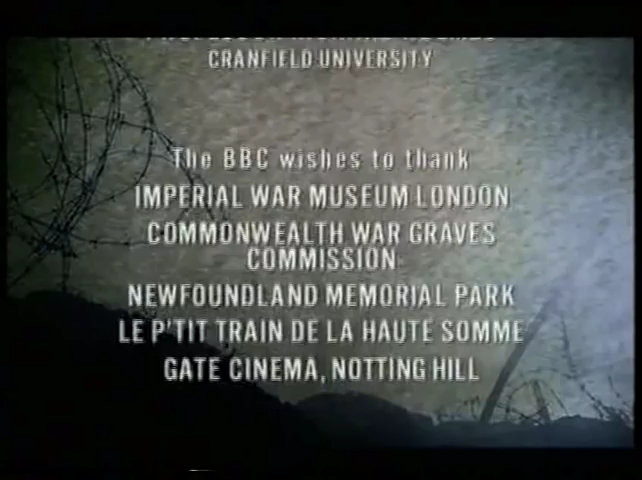 CRANFIELD UNIVERSITY
The BBC wishes to thank
IMPERIAL WAR MUSEUM LONDON
COMMONWEALTH WAR GRAVES
COMMISSION
NEWFOUNDLAND MEMORIAL PARK
LE P'TIT TRAIN DE LA HAUTE SOMME
GATE CINEMA, NOTTING HILL